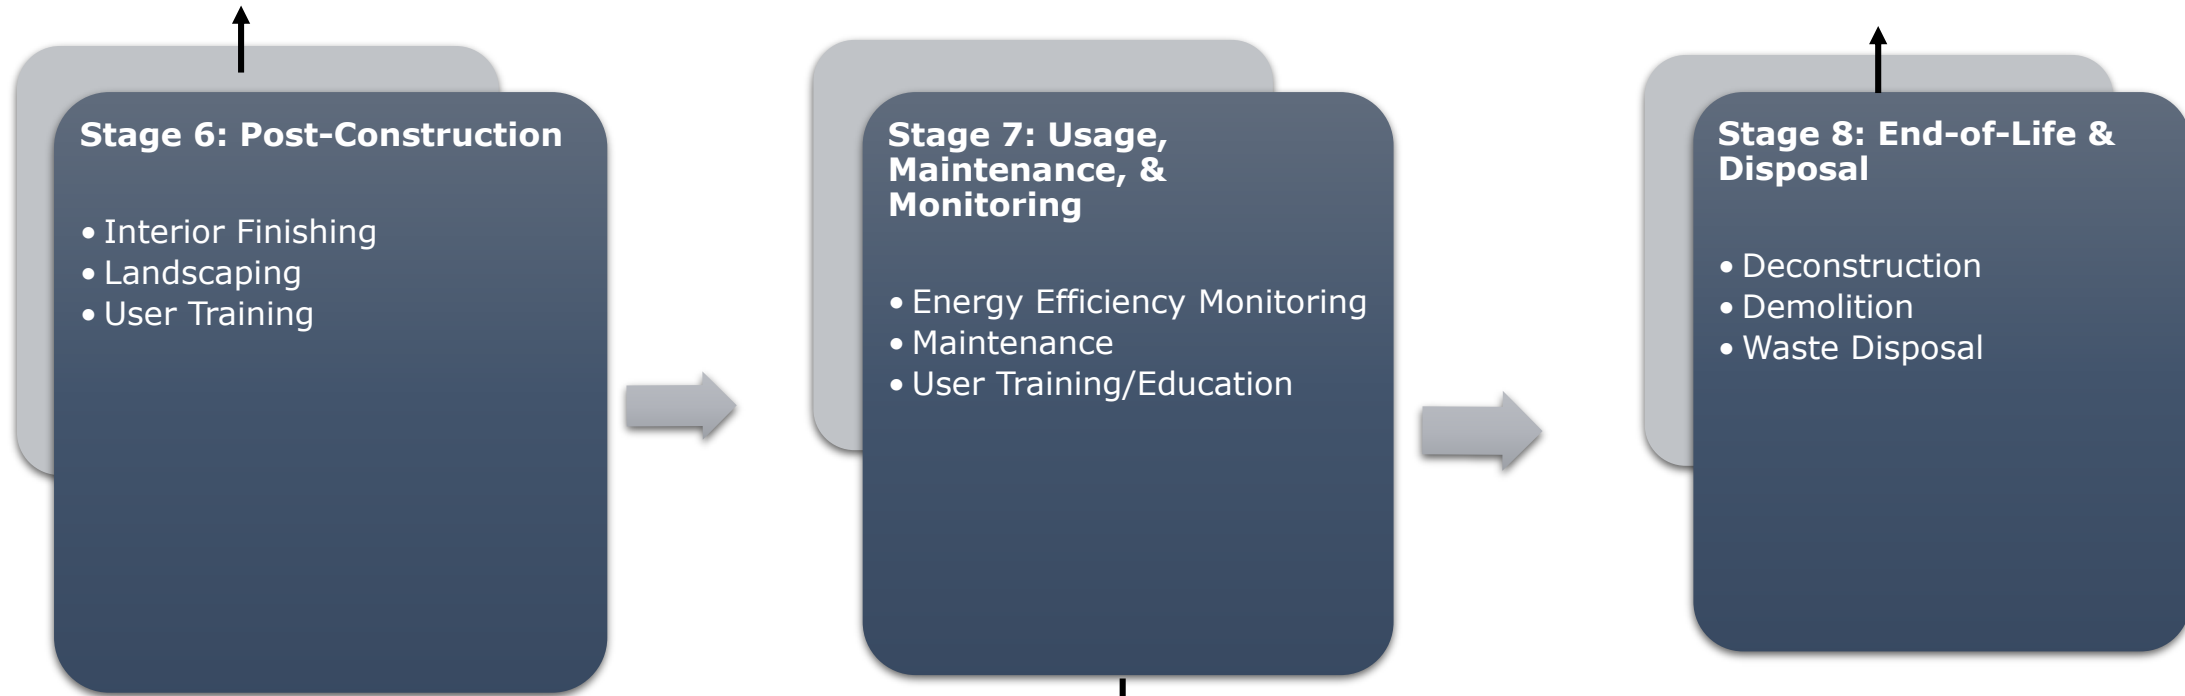 Stage 6: Post-Construction
• Interior Finishing
• Landscaping
• User Training
Stage 7: Usage,
Maintenance, &
Monitoring
• Energy Efficiency Monitoring
• Maintenance
• User Training/Education
Stage 8: End-of-Life &
Disposal
• Deconstruction
• Demolition
• Waste Disposal